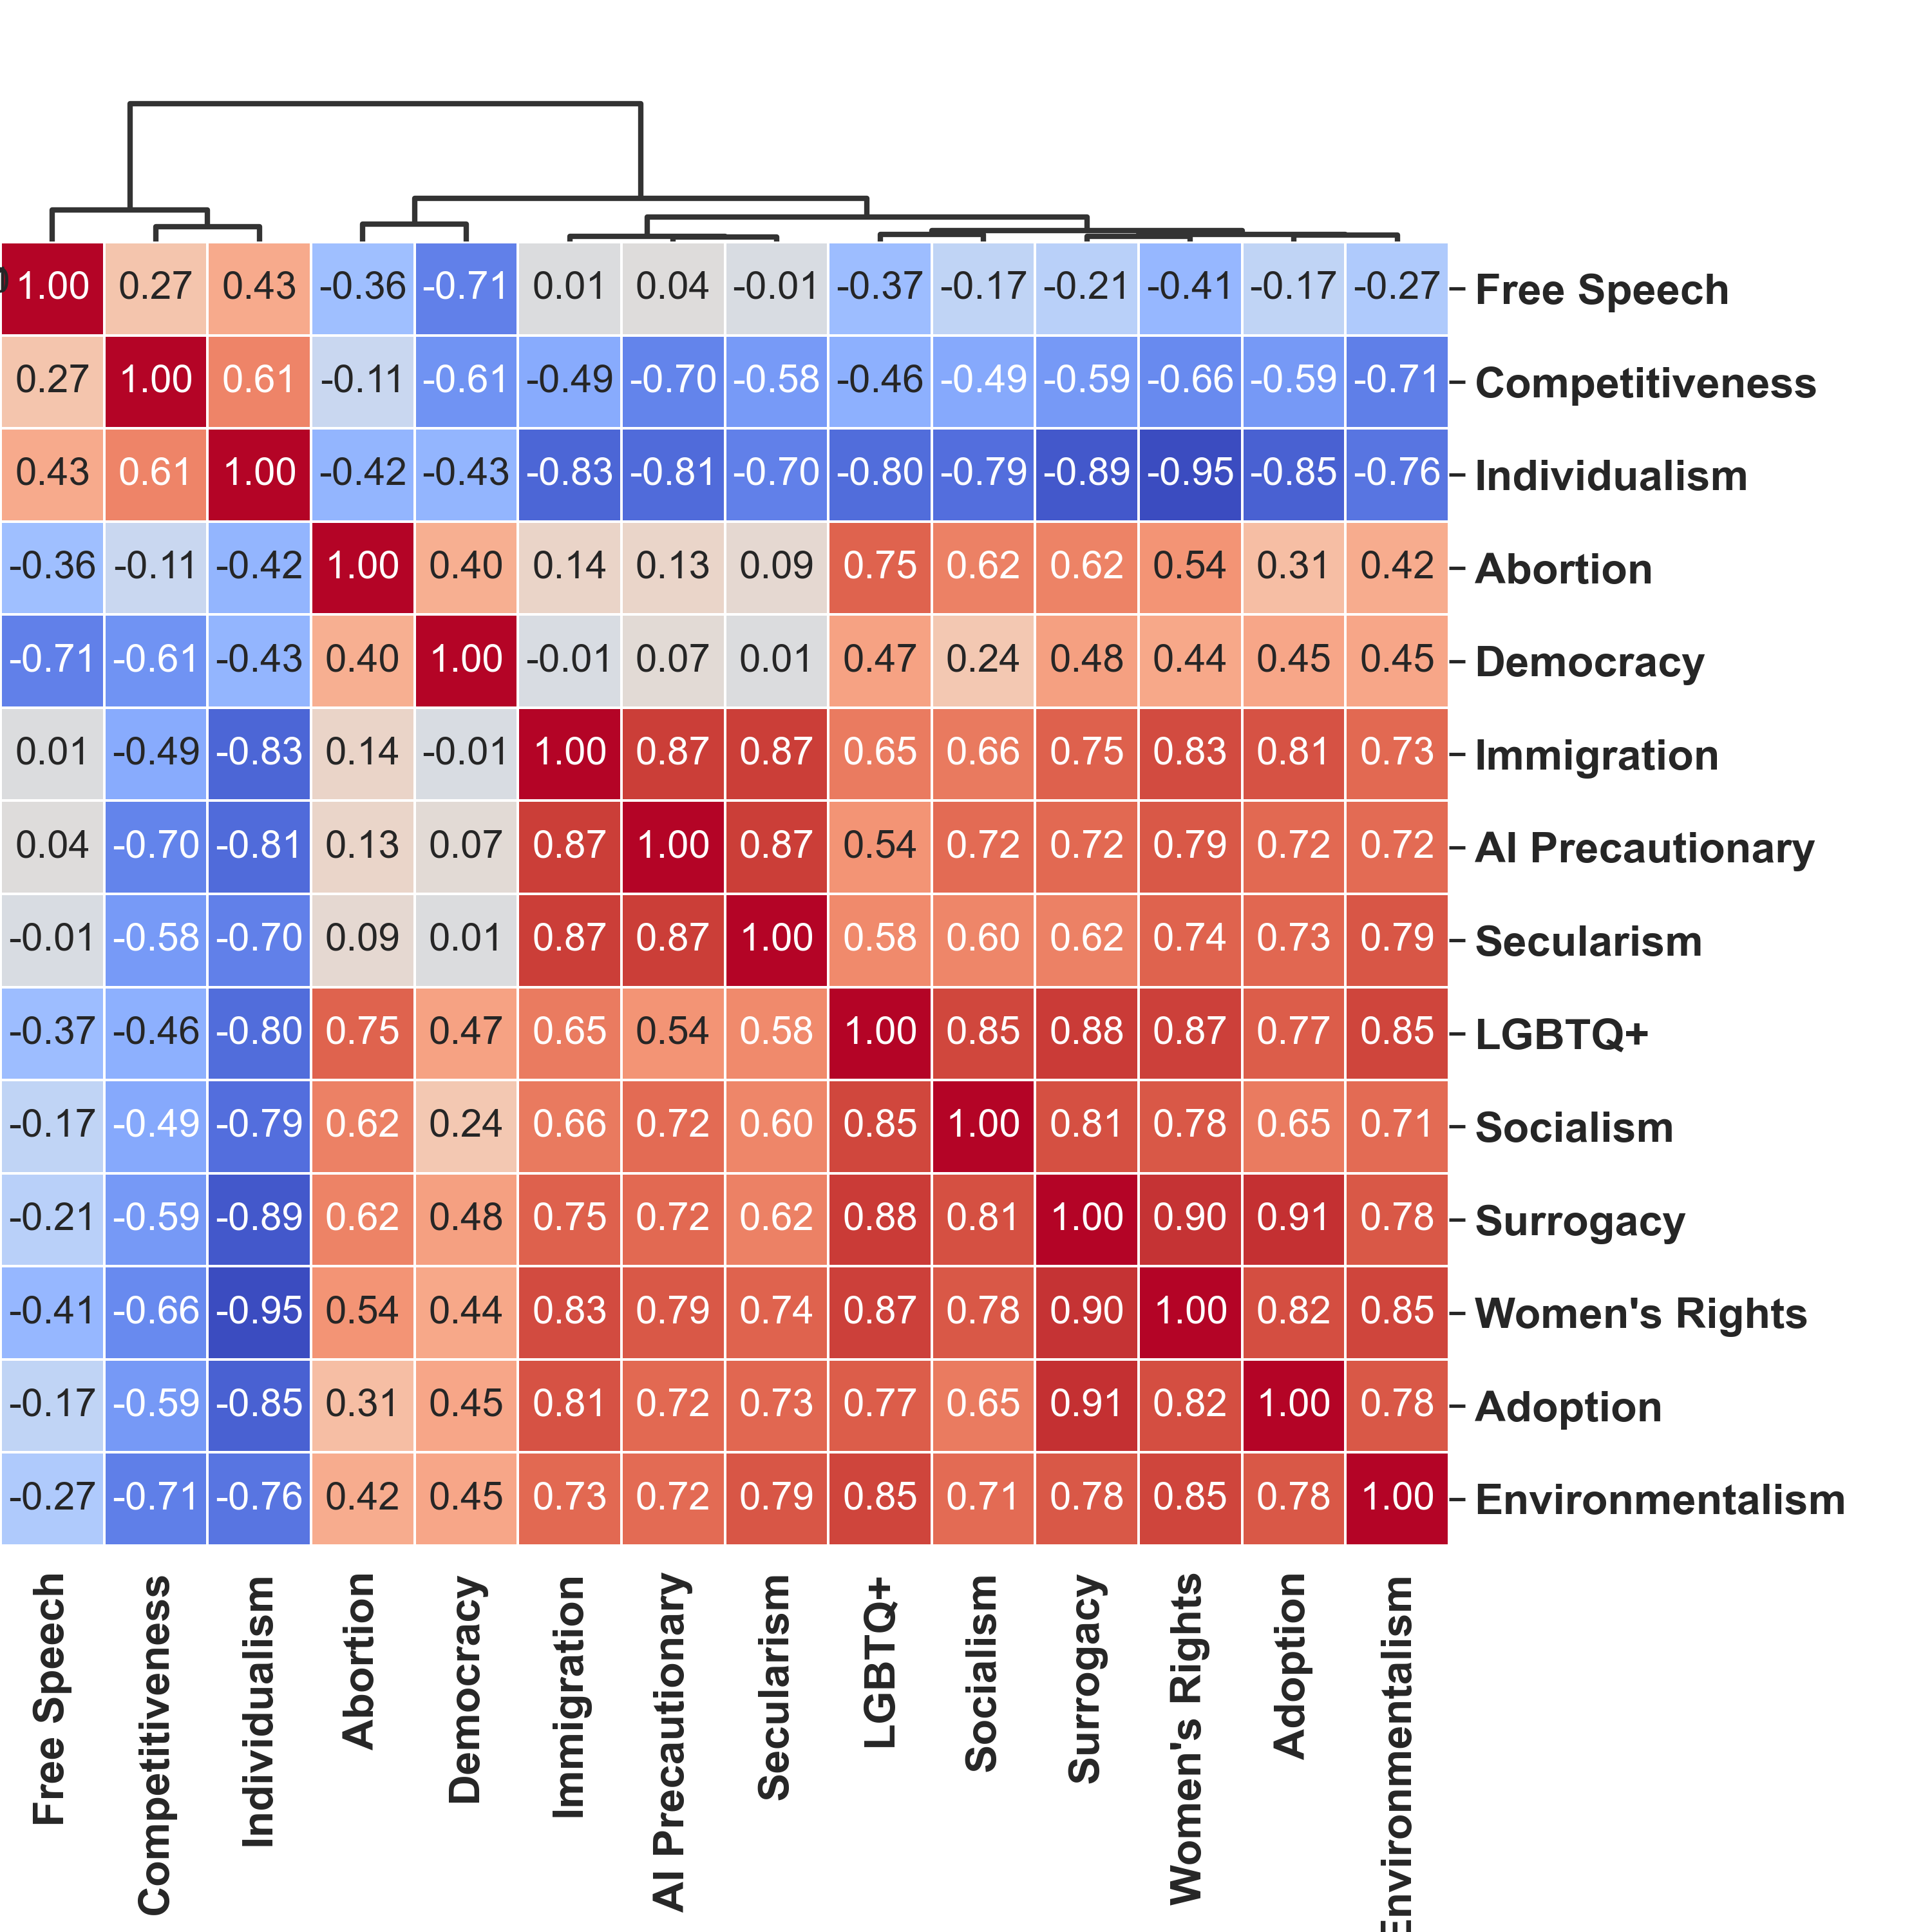 1.00 0.27 0.43 -0.36 -0.71 0.01 0.04 -0.01 -0.37 -0.17 -0.21 -0.41 -0.17 -0.27 Free Speech
0.27 1.00 0.61 -0.11 -0.61 -0.49 -0.70 -0.58 -0.46 -0.49 -0.59 -0.66 -0.59 -0.71 Competitiveness
0.43 0.61 1.00 -0.42 -0.43 -0.83 -0.81 -0.70 -0.80 -0.79 -0.89 -0.95 -0.85 -0.76 Individualism
-0.36 -0.11 -0.42 1.00 0.40 0.14 0.13 0.09 0.75 0.62 0.62 0.54 0.31 0.42 Abortion
-0.71 -0.61 -0.43 0.40 1.00 -0.01 0.07 0.01 0.47 0.24 0.48 0.44 0.45 0.45 Democracy
0.01 -0.49 -0.83 0.14 -0.01 1.00 0.87 0.87 0.65 0.66 0.75 0.83 0.81 0.73 Immigration
0.04 -0.70 -0.81 0.13 0.07 0.87 1.00 0.87 0.54 0.72 0.72 0.79 0.72 0.72 AI Precautionary
-0.01 -0.58 -0.70 0.09 0.01 0.87 0.87 1.00 0.58 0.60 0.62 0.74 0.73 0.79 Secularism
-0.37 -0.46 -0.80 0.75 0.47 0.65 0.54 0.58 1.00 0.85 0.88 0.87 0.77 0.85 LGBTQ+
-0.17 -0.49 -0.79 0.62 0.24 0.66 0.72 0.60 0.85 1.00 0.81 0.78 0.65 0.71 Socialism
-0.21 -0.59 -0.89 0.62 0.48 0.75 0.72 0.62 0.88 0.81 1.00 0.90 0.91 0.78 Surrogacy
-0.41 -0.66 -0.95 0.54 0.44 0.83 0.79 0.74 0.87 0.78 0.90 1.00 0.82 0.85 Women's Rights
-0.17 -0.59 -0.85 0.31 0.45 0.81 0.72 0.73 0.77 0.65 0.91 0.82 1.00 0.78 Adoption
-0.27 -0.71 -0.76 0.42 0.45 0.73 0.72 0.79 0.85 0.71 0.78 0.85 0.78 1.00 Environmentalism
Free Speech
Competitiveness
Individualism
Abortion
Democracy
Immigration
AI Precautionary
Secularism
LGBTQ+
Socialism
Surrogacy
Women's Rights
Adoption
Environmentalism